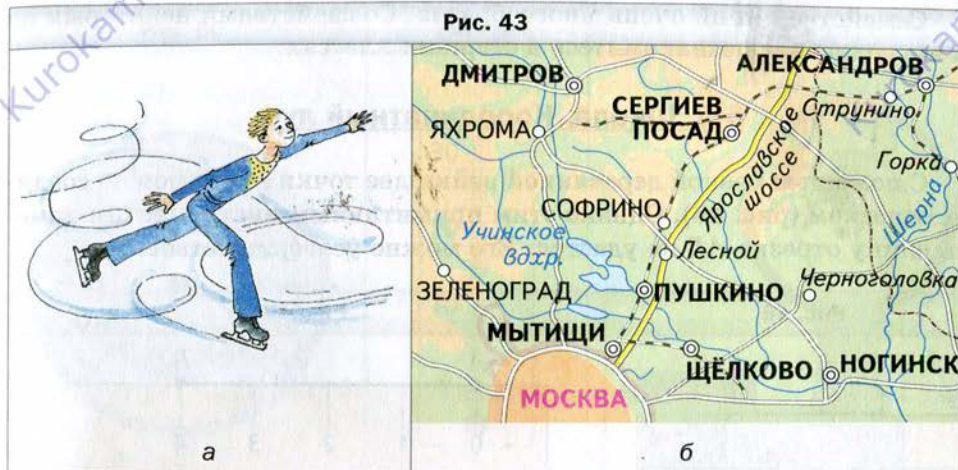 Рис. 43
Kurokam
ДМИТРОВ
АЛЕКСАНДРОВ
ЯХРОМА
СЕРГИЕВ
ПОСАД
Струнино
Ярославское
шоссе
Горка
СОФРИНО
Учинское
вдхр.
Лесной
Шерна
ЗЕЛЕНОГРАД
ПУШКИНО
Черноголовка
МЫТИЩИ
ЩЁЛКОВО
НОГИНСК
МОСКВА
а
б